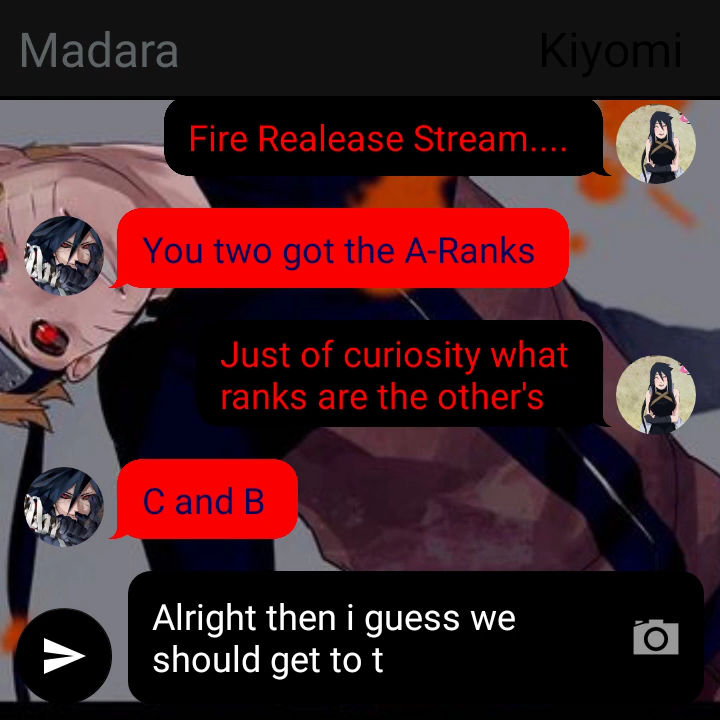 Madara
Kiyomi
Fire Realease Stream....
You two got the A-Ranks
Just of curiosity what
ranks are the other's
C and B
Alright then i guess we
should get to t